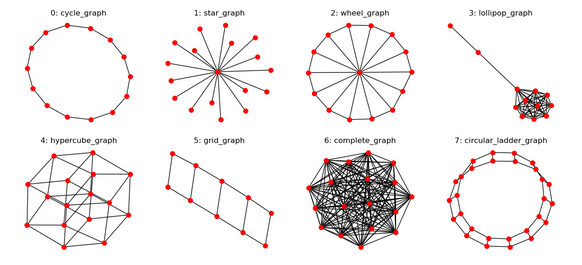 0: cycle_graph
1: star_graph
2: wheel_graph
3: lollipop_graph
4: hypercube_graph
5: grid_graph
6: complete_graph
7: circular_ladder_graph